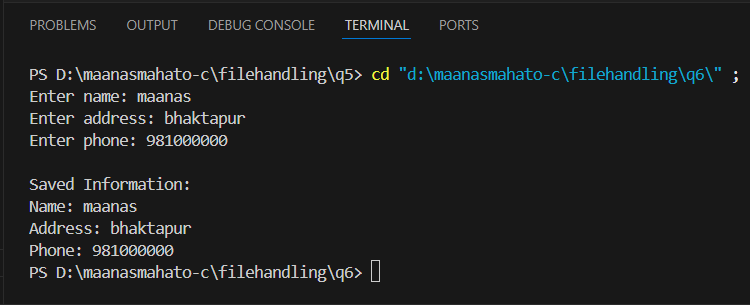 PROBLEMS OUTPUT DEBUG CONSOLE TERMINAL PORTS
PS D:\maanasmahato-c\filehandling\q5> cd "d:\maanasmahato-c\filehandling\q6\" ;
Enter name: maanas
Enter address: bhaktapur
Enter phone: 981000000
Saved Information:
Name: maanas
Address: bhaktapur
Phone: 981000000
PS D:\maanasmahato-c\filehandling\q6>